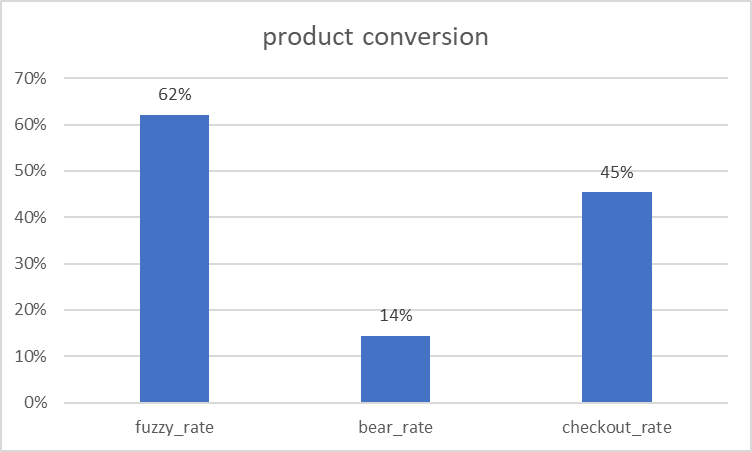 product conversion
70%
60%
50%
40%
30%
20%
10%
0%
62%
14%
45%
fuzzy_rate
bear_rate
checkout_rate